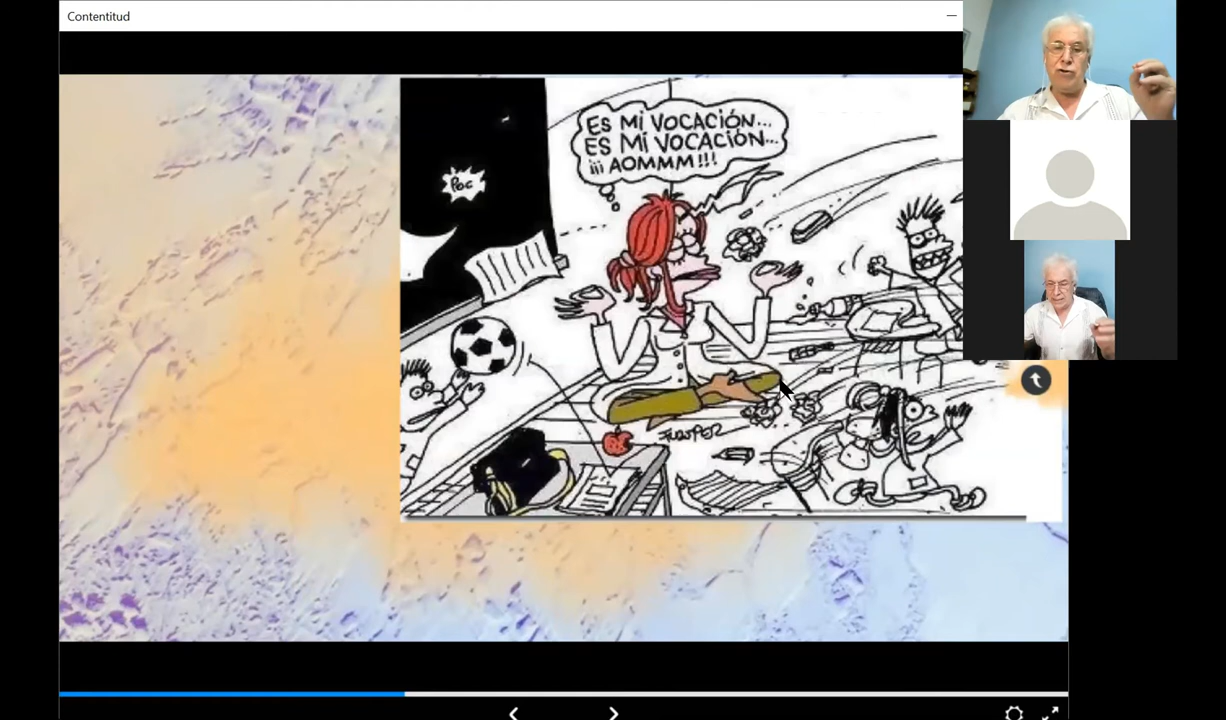 Contentitud
ES Mi VOCACIÓN...
ES Mi VOCACIÓN...
¡¡¡ AOMMM!!!
POC